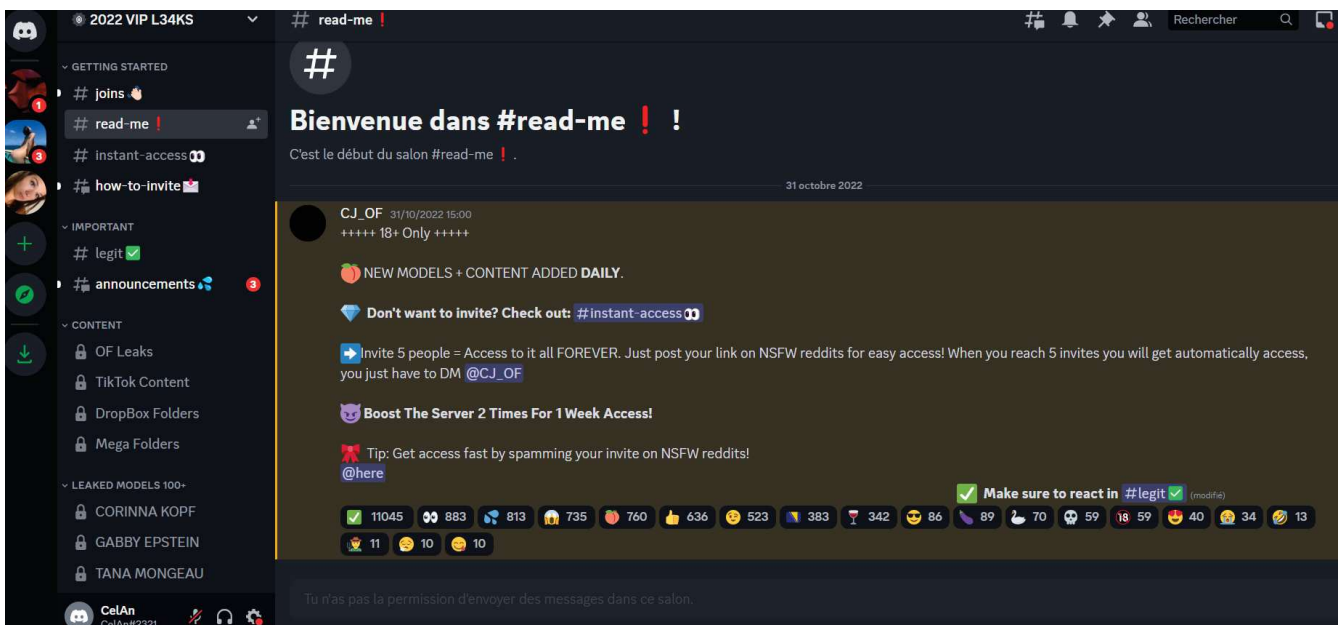 2022 VIP L34KS
# read-me❗
Rechercher
GETTING STARTED
joins 👋🏻
read-me❗
instant-access👀
how-to-invite📩
IMPORTANT
legit✅
announcements💦 3
CONTENT
OF Leaks
TikTok Content
DropBox Folders
Mega Folders
LEAKED MODELS 100+
CORINNA KOPF
GABBY EPSTEIN
TANA MONGEAU
CelAn
CelAn#2321
1
3
Bienvenue dans #read-me❗ !
C'est le début du salon #read-me❗ .
31 octobre 2022
CJ_OF 31/10/2022 15:00
+++++ 18+ Only +++++
🍑 NEW MODELS + CONTENT ADDED DAILY.
💎 Don't want to invite? Check out: #instant-access👀
➡️Invite 5 people = Access to it all FOREVER. Just post your link on NSFW reddits for easy access! When you reach 5 invites you will get automatically access,
you just have to DM @CJ_OF
😈 Boost The Server 2 Times For 1 Week Access!
🎀 Tip: Get access fast by spamming your invite on NSFW reddits!
@here
✅ Make sure to react in #legit✅ (modifié)
11045 883 813 735 760 636 523 383 342 86 89 70 59 59 40 34 13
11 10 10
Tu n'as pas la permission d'envoyer des messages dans ce salon.